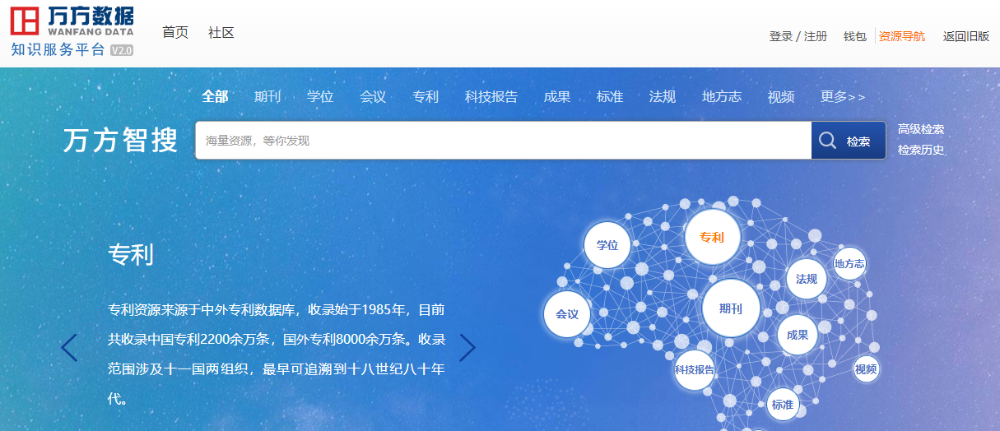 万方数据
WANFANG DATA
知识服务平台 V2.0
首页 社区
登录 / 注册 钱包 资源导航 返回旧版
全部 期刊 学位 会议 专利 科技报告 成果 标准 法规 地方志 视频 更多>>
万方智搜
海量资源，等你发现
检索
高级检索
检索历史
专利
专利资源来源于中外专利数据库，收录始于1985年，目前
共收录中国专利2200余万条，国外专利8000余万条。收录
范围涉及十一国两组织，最早可追溯到十八世纪八十年
代。
学位
专利
地方志
法规
会议
期刊
成果
科技报告
视频
标准